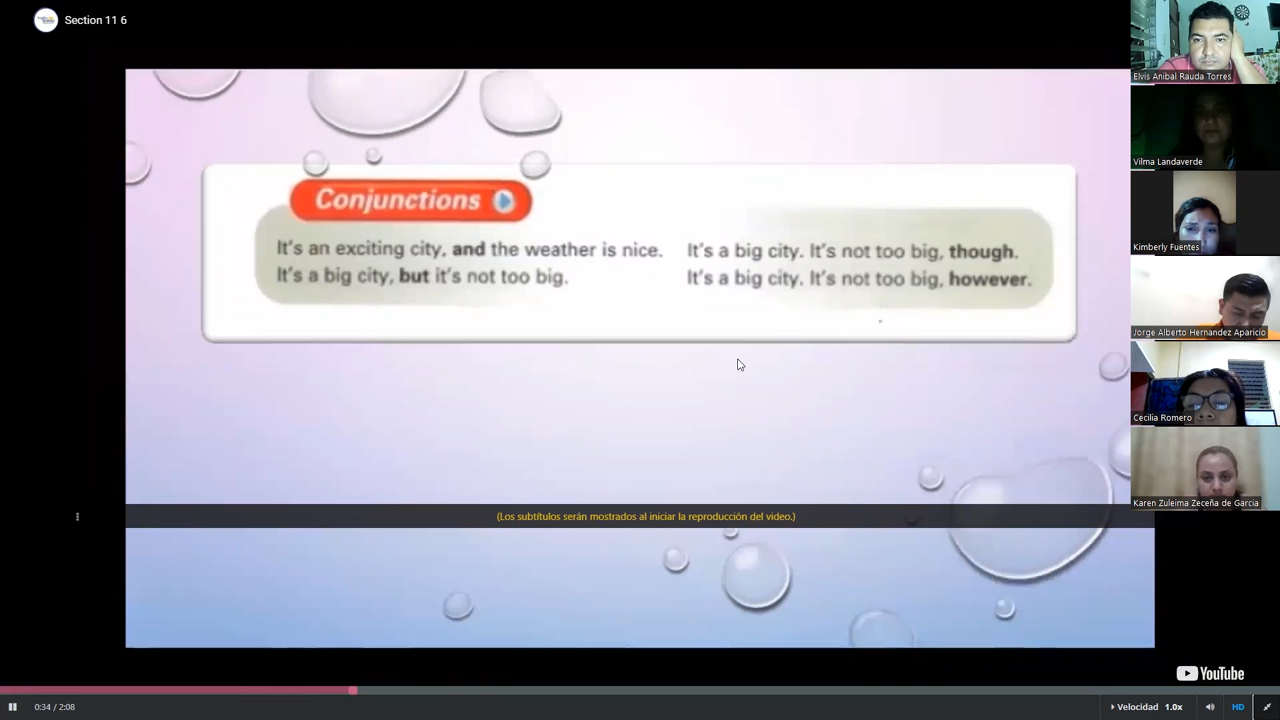 Section 11 6
Conjunctions
It's an exciting city, and the weather is nice.
It's a big city, but it's not too big.
It's a big city. It's not too big, though.
It's a big city. It's not too big, however.
(Los subtítulos serán mostrados al iniciar la reproducción del video.)
Elvis Anibal Rauda Torres
Vilma Landaverde
Kimberly Fuentes
Jorge Alberto Hernandez Aparicio
Cecilia Romero
Karen Zuleima Zeceña de Garcia
YouTube
0:34 / 2:08
Velocidad 1.0x
HD